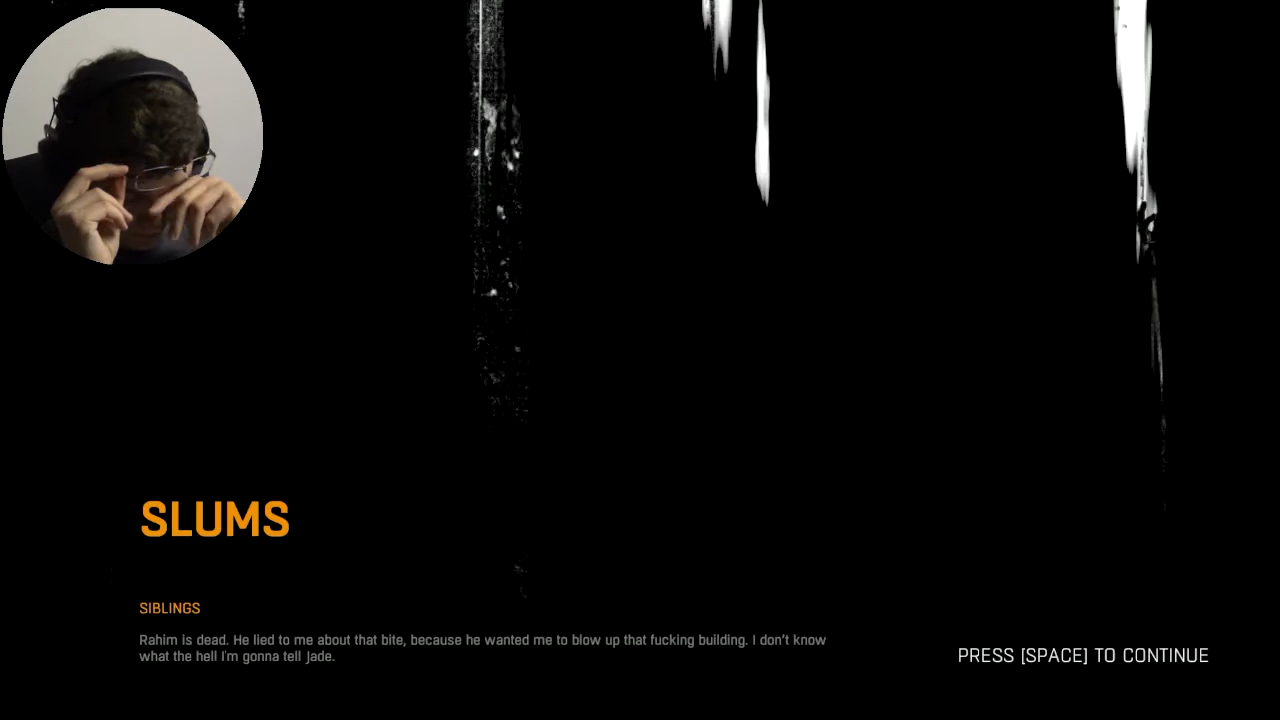 SLUMS
SIBLINGS
Rahim is dead. He lied to me about that bite, because he wanted me to blow up that fucking building. I don't know
what the hell I'm gonna tell Jade.
PRESS [SPACE] TO CONTINUE